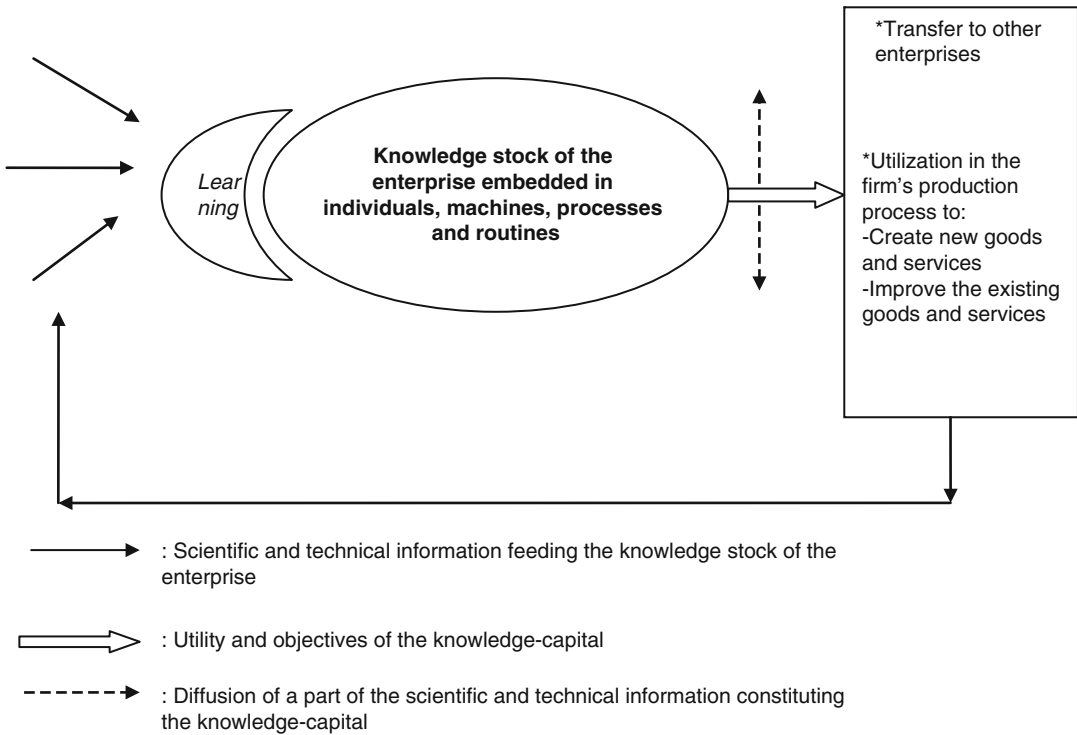 *Transfer to other
enterprises
Lear
ning
Knowledge stock of the
enterprise embedded in
individuals, machines, processes
and routines
*Utilization in the
firm's production
process to:
-Create new goods
and services
-Improve the existing
goods and services
: Scientific and technical information feeding the knowledge stock of the
enterprise
: Utility and objectives of the knowledge-capital
: Diffusion of a part of the scientific and technical information constituting
the knowledge-capital